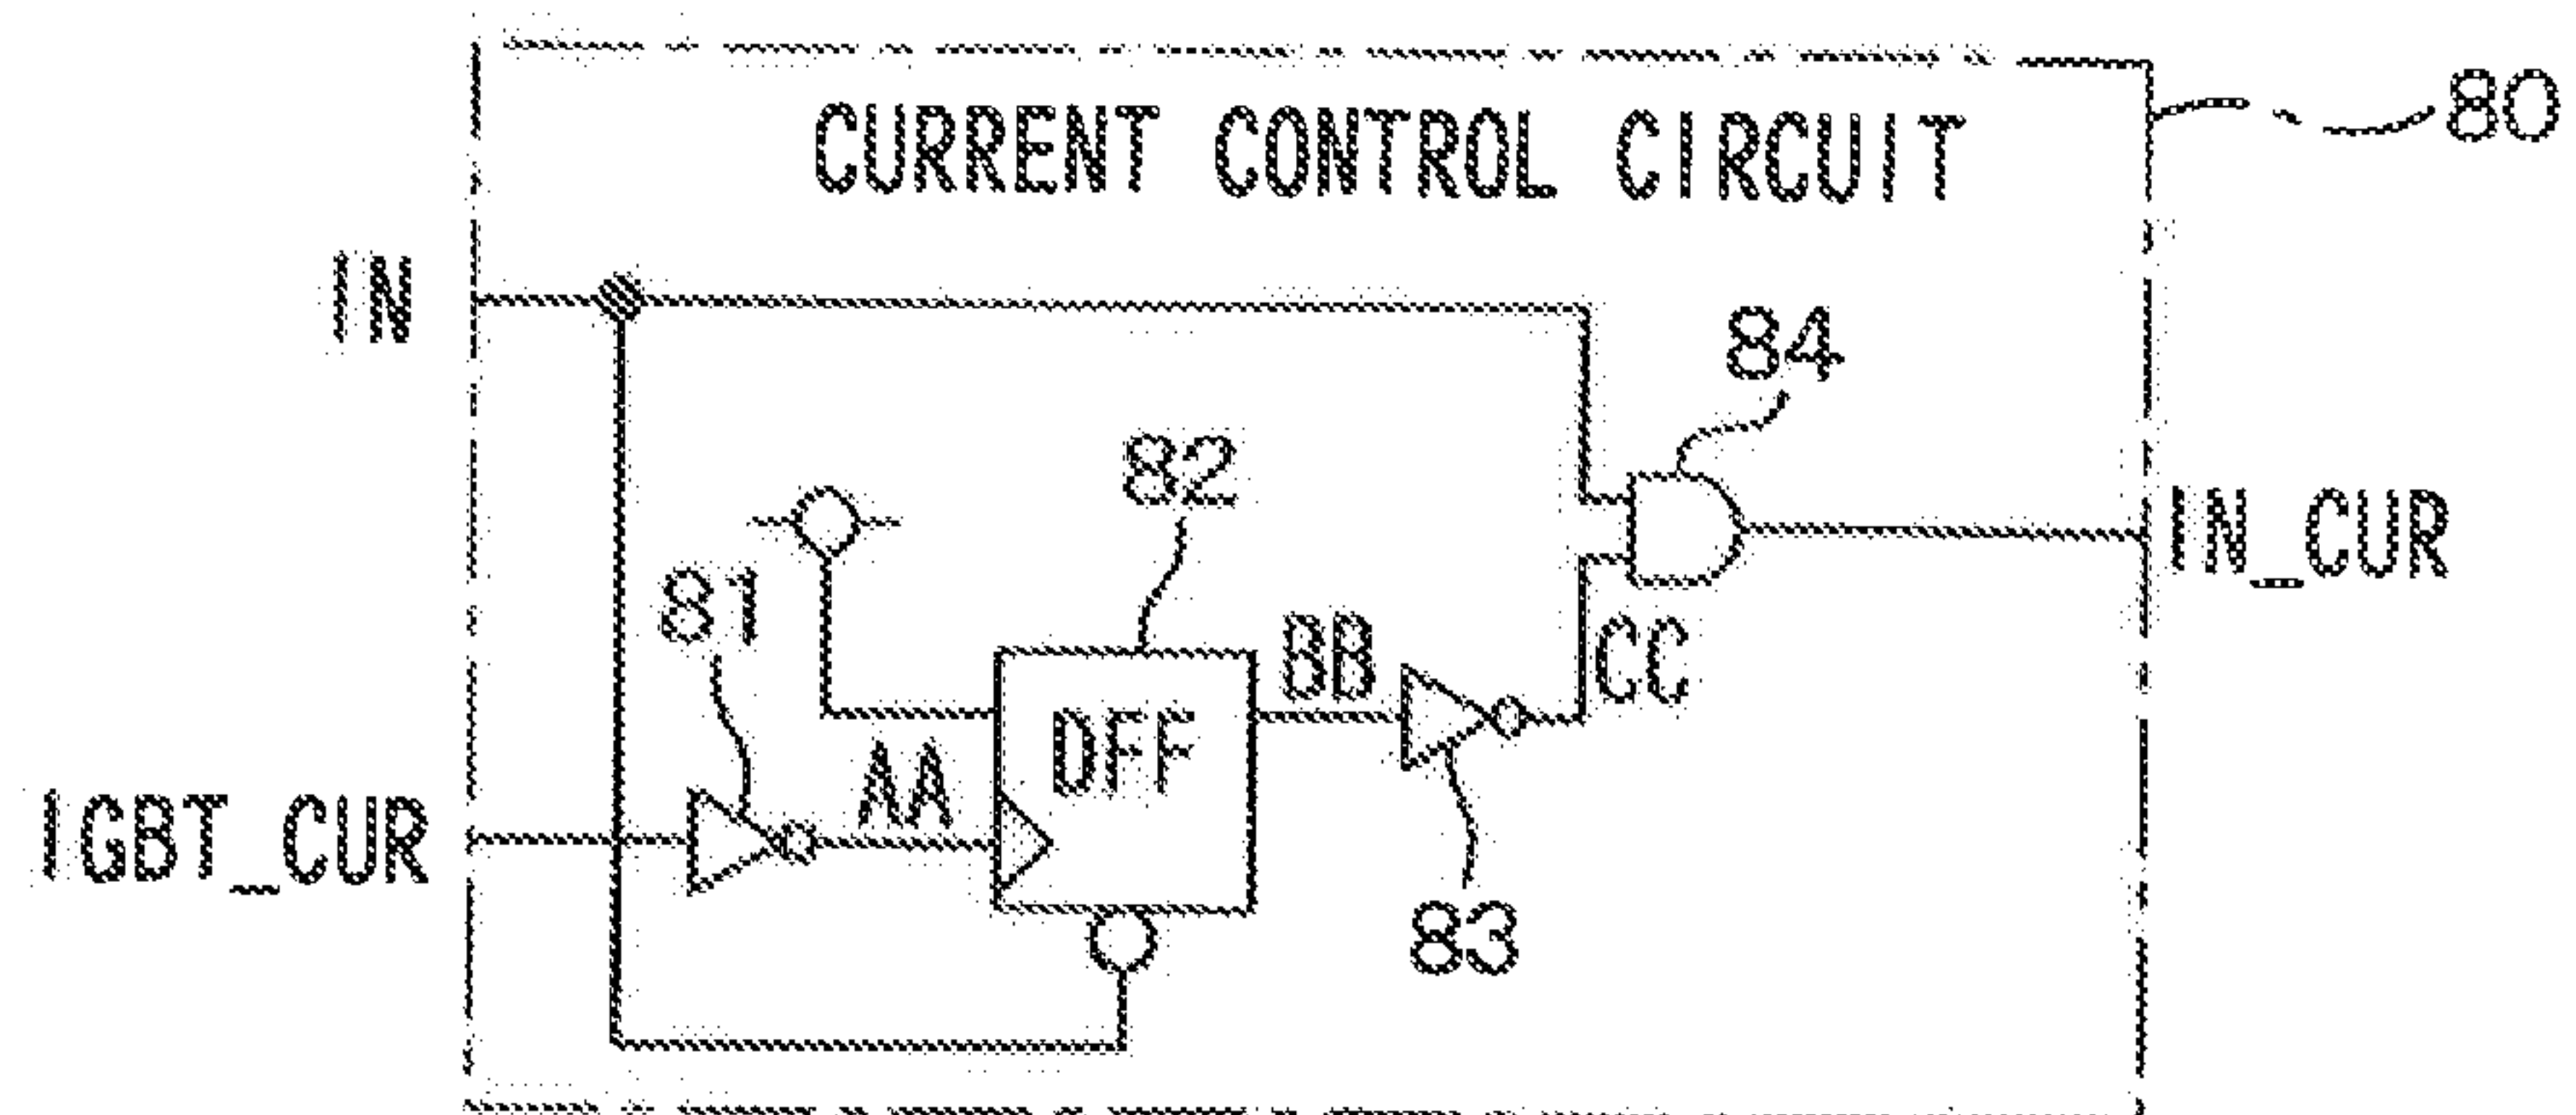 CURRENT CONTROL CIRCUIT
80
IN
84
82
IN_CUR
81
BB
CC
DFF
AA
IGBT_CUR
83